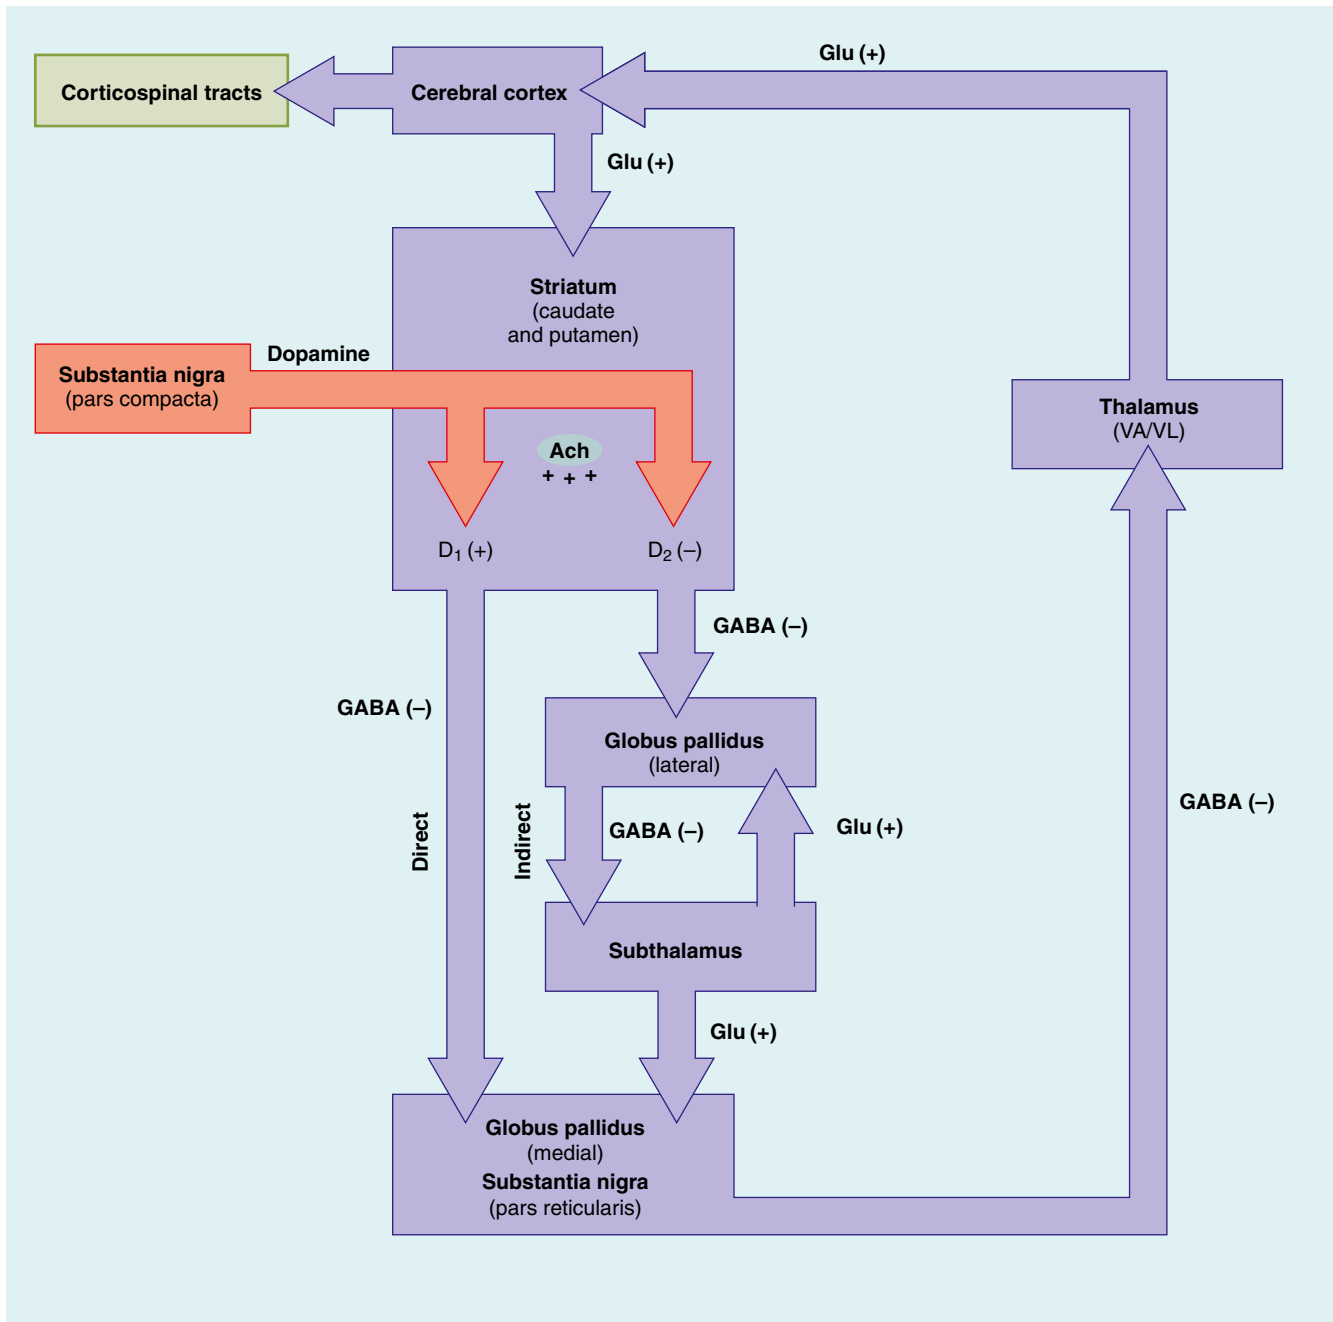 Glu (+)
Corticospinal tracts
Cerebral cortex
Glu (+)
Striatum
(caudate
and putamen)
Dopamine
Substantia nigra
(pars compacta)
Thalamus
(VA/VL)
Ach
+ + +
D1 (+)
D2 (–)
GABA (–)
GABA (–)
Globus pallidus
(lateral)
Direct
Indirect
GABA (–)
Glu (+)
GABA (–)
Subthalamus
Glu (+)
Globus pallidus
(medial)
Substantia nigra
(pars reticularis)